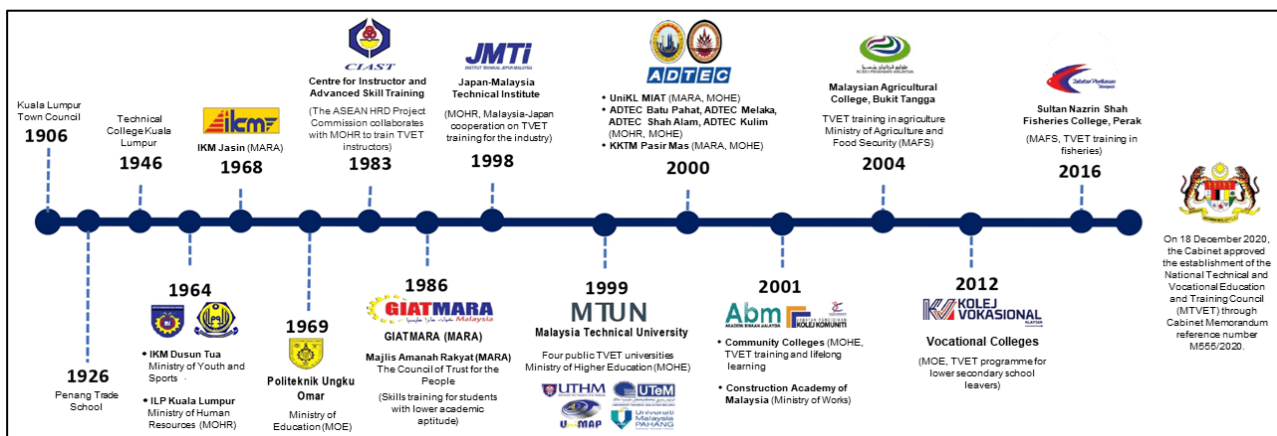 Kuala Lumpur
Town Council
1906
Technical
College Kuala
Lumpur
1946
ikm
IKM Jasin (MARA)
1968
CIAST
Centre for Instructor and
Advanced Skill Training
(The ASEAN HRD Project
Commission collaborates
with MOHR to train TVET
instructors)
1983
JMTi
INSTITUT TEKNIKAL JEPUN MALAYSIA
Japan-Malaysia
Technical Institute
(MOHR, Malaysia-Japan
cooperation on TVET
training for the industry)
1998
ADTEC
• UniKL MIAT (MARA, MOHE)
• ADTEC Batu Pahat, ADTEC Melaka,
ADTEC Shah Alam, ADTEC Kulim
(MOHR, MOHE)
• KKTM Pasir Mas (MARA, MOHE)
2000
Malaysian Agricultural
College, Bukit Tangga
TVET training in agriculture
Ministry of Agriculture and
Food Security (MAFS)
2004
Sultan Nazrin Shah
Fisheries College, Perak
(MAFS, TVET training in
fisheries)
2016
On 18 December 2020,
the Cabinet approved
the establishment of the
National Technical and
Vocational Education
and Training Council
(MTVET) through
Cabinet Memorandum
reference number
M555/2020.
1926
Penang Trade
School
1964
• IKM Dusun Tua
Ministry of Youth and
Sports
• ILP Kuala Lumpur
Ministry of Human
Resources (MOHR)
1969
Politeknik Ungku
Omar
Ministry of
Education (MOE)
1986
GIATMARA
Malaysia
GIATMARA (MARA)
Majlis Amanah Rakyat (MARA)
The Council of Trust for the
People
(Skills training for
students with lower academic
aptitude)
1999
MTUN
Malaysia Technical University
Four public TVET universities
Ministry of Higher Education (MOHE)
UTHM
UTeM
UniMAP
Universiti
Malaysia
PAHANG
2001
Abm
AKADEMI BINAAN MALAYSIA
KOLEJ KOMUNITI
• Community Colleges (MOHE,
TVET training and lifelong
learning
• Construction Academy of
Malaysia (Ministry of Works)
2012
KV KOLEJ
VOKASIONAL
MALAYSIA
Vocational Colleges
(MOE, TVET programme for
lower secondary school
leavers)